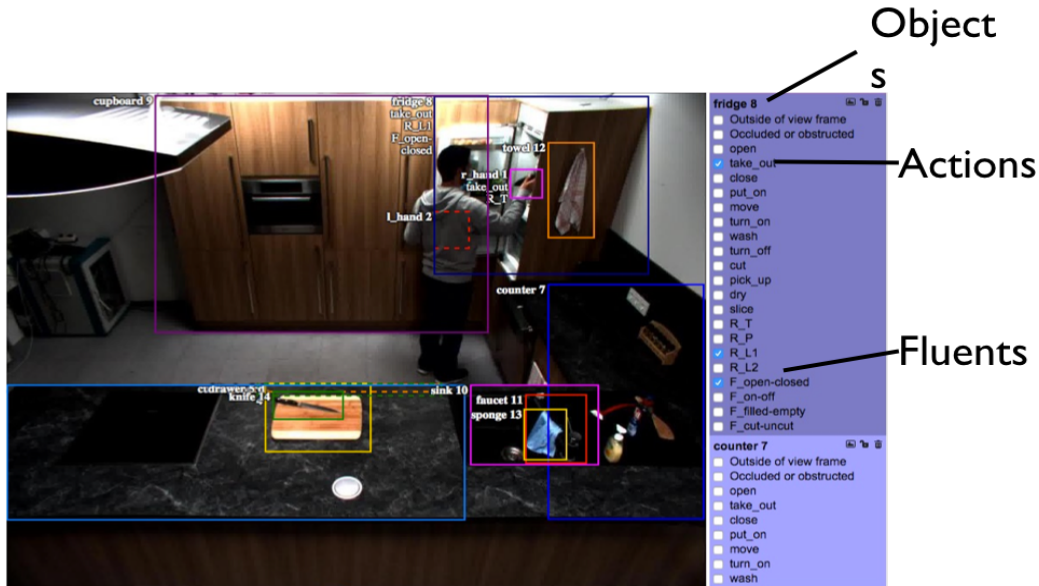 Object
s
Actions
Fluents
cupboard 9
fridge 8
take_out
R_L1
F_open-
closed
towel 12
r_hand 1
take_out
R_T
l_hand 2
counter 7
sink 10
knife 14
faucet 11
sponge 13
fridge 8
Outside of view frame
Occluded or obstructed
open
take_out
close
put_on
move
turn_on
wash
turn_off
cut
pick_up
dry
slice
R_T
R_P
R_L1
R_L2
F_open-closed
F_on-off
F_filled-empty
F_cut-uncut
counter 7
Outside of view frame
Occluded or obstructed
open
take_out
close
put_on
move
turn_on
wash